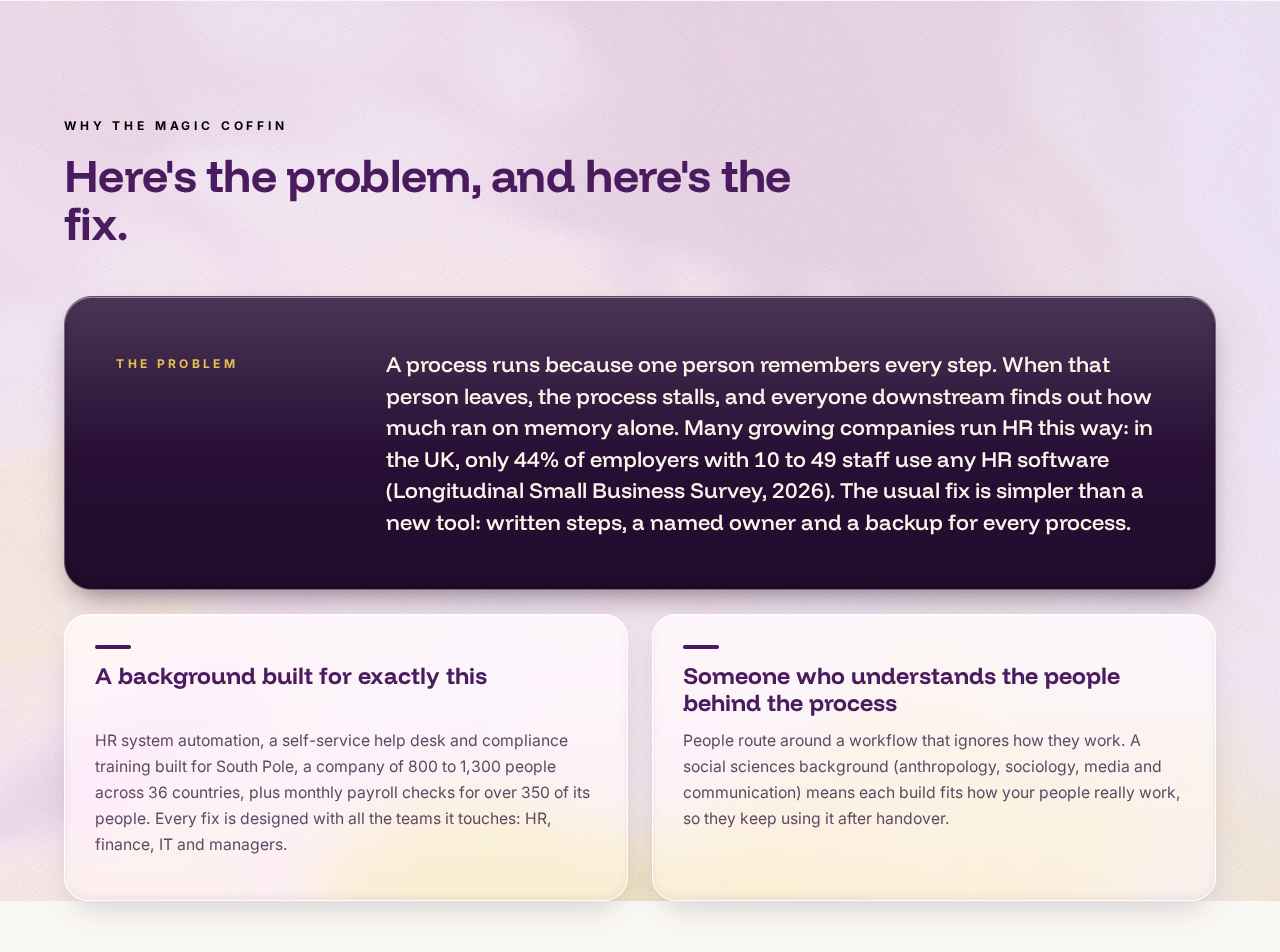 WHY THE MAGIC COFFIN
Here's the problem, and here's the
fix.
THE PROBLEM
A process runs because one person remembers every step. When that
person leaves, the process stalls, and everyone downstream finds out how
much ran on memory alone. Many growing companies run HR this way: in
the UK, only 44% of employers with 10 to 49 staff use any HR software
(Longitudinal Small Business Survey, 2026). The usual fix is simpler than a
new tool: written steps, a named owner and a backup for every process.
A background built for exactly this
HR system automation, a self-service help desk and compliance
training built for South Pole, a company of 800 to 1,300 people
across 36 countries, plus monthly payroll checks for over 350 of its
people. Every fix is designed with all the teams it touches: HR,
finance, IT and managers.
Someone who understands the people
behind the process
People route around a workflow that ignores how they work. A
social sciences background (anthropology, sociology, media and
communication) means each build fits how your people really work,
so they keep using it after handover.